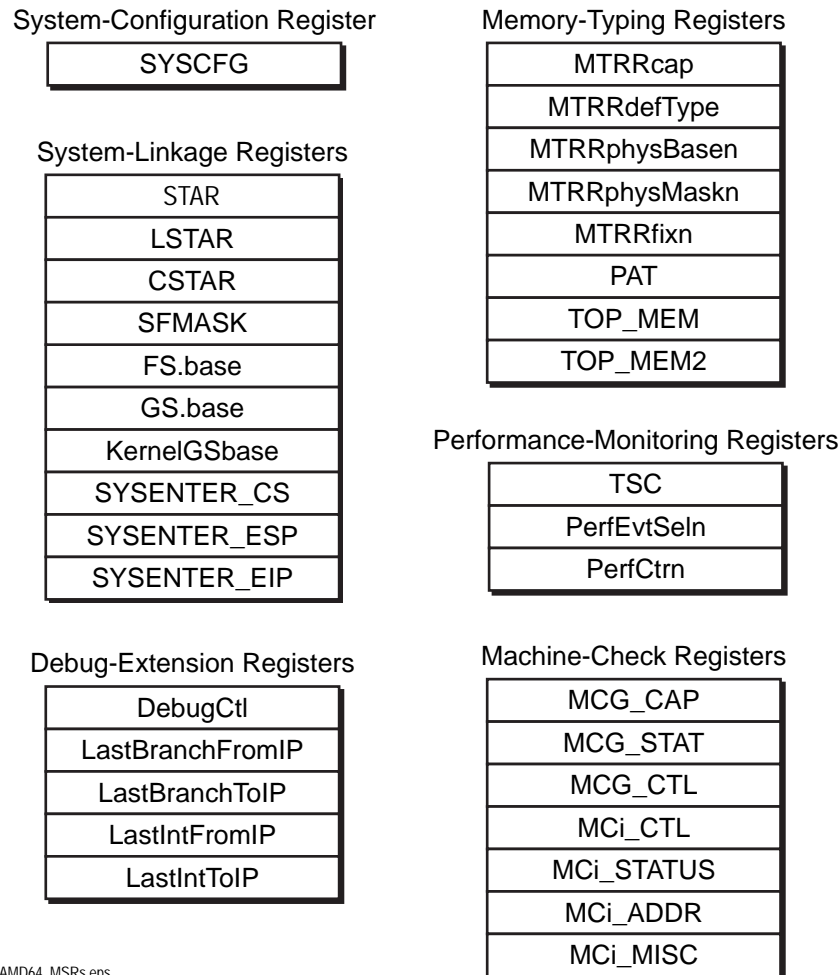 System-Configuration Register
SYSCFG
System-Linkage Registers
STAR
LSTAR
CSTAR
SFMASK
FS.base
GS.base
KernelGSbase
SYSENTER_CS
SYSENTER_ESP
SYSENTER_EIP
Debug-Extension Registers
DebugCtl
LastBranchFromIP
LastBranchToIP
LastIntFromIP
LastIntToIP
AMD64_MSRs.eps
Memory-Typing Registers
MTRRcap
MTRRdefType
MTRRphysBasen
MTRRphysMaskn
MTRRfixn
PAT
TOP_MEM
TOP_MEM2
Performance-Monitoring Registers
TSC
PerfEvtSeln
PerfCtrn
Machine-Check Registers
MCG_CAP
MCG_STAT
MCG_CTL
MCi_CTL
MCi_STATUS
MCi_ADDR
MCi_MISC